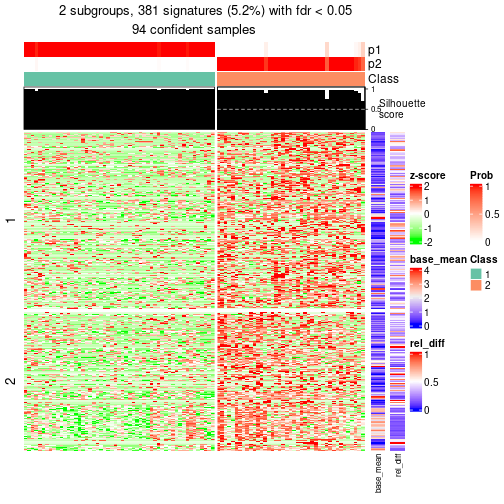 2 subgroups, 381 signatures (5.2%) with fdr < 0.05
94 confident samples
p1
p2
Class
1
0.5
0
Silhouette
score
1
2
z-score
2
1
0
-1
-2
Prob
1
0.5
0
base_mean
4
3
2
1
0
Class
1
2
rel_diff
1
0.5
0
base_mean
rel_diff